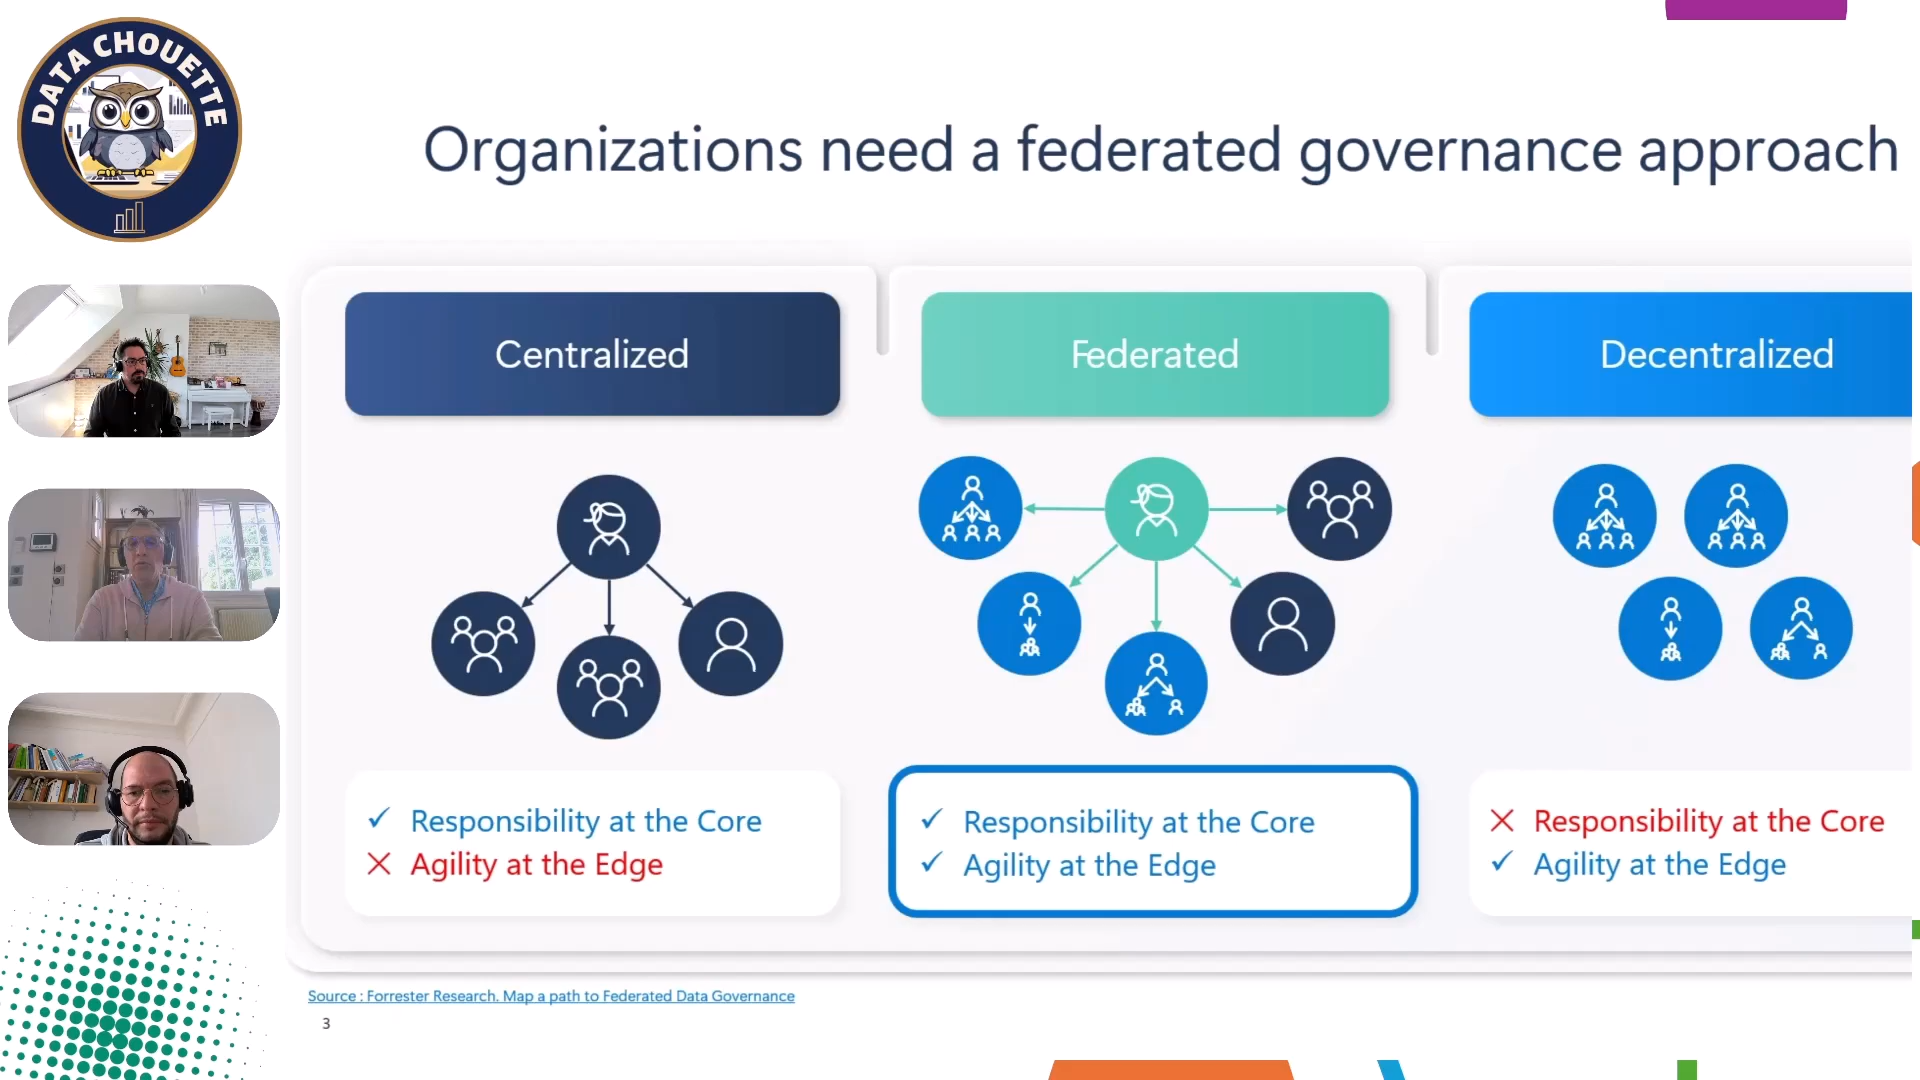 DATA CHOUETTE
Organizations need a federated governance approach
Centralized
Federated
Decentralized
✓ Responsibility at the Core
✕ Agility at the Edge
✓ Responsibility at the Core
✓ Agility at the Edge
✕ Responsibility at the Core
✓ Agility at the Edge
Source : Forrester Research. Map a path to Federated Data Governance
3